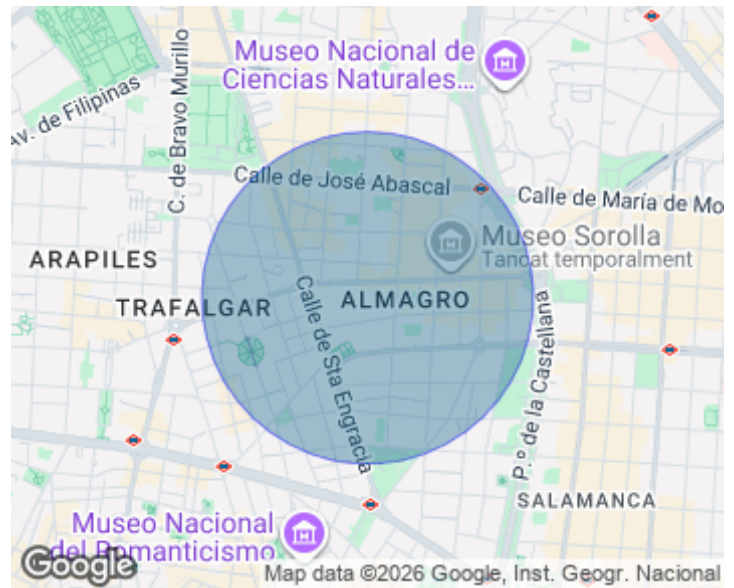 Museo Nacional de
Ciencias Naturales...
Av. de Filipinas
C. de Bravo Murillo
Calle de José Abascal
Calle de María de Mo
Museo Sorolla
Tancat temporalment
ARAPILES
TRAFALGAR
ALMAGRO
Calle de Sta Engracia
P.º de la Castellana
SALAMANCA
Museo Nacional
del Romanticismo
Google
Map data ©2026 Google, Inst. Geogr. Nacional